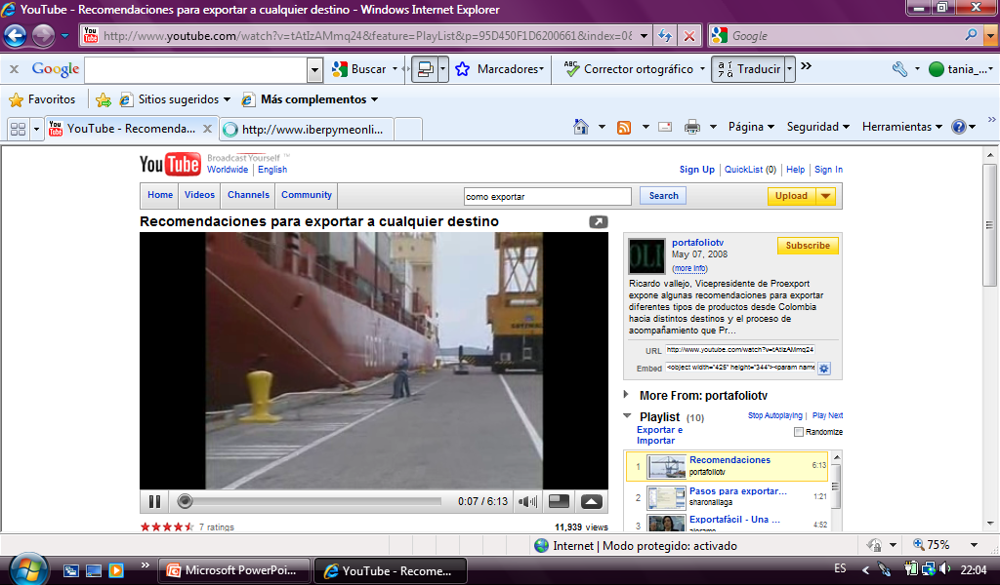 YouTube - Recomendaciones para exportar a cualquier destino - Windows Internet Explorer
http://www.youtube.com/watch?v=tAtIzAMmq24&feature=PlayList&p=95D450F1D6200661&index=0&
Google
Google Buscar Marcadores Corrector ortográfico Traducir tania_...
Favoritos Sitios sugeridos Más complementos
YouTube - Recomenda... http://www.iberpymeonli... Página Seguridad Herramientas
YouTube Broadcast Yourself ™
Worldwide English
Sign Up QuickList (0) Help Sign In
Home Videos Channels Community como exportar Search Upload
Recomendaciones para exportar a cualquier destino
portafoliotv
May 07, 2008
(more info)
Subscribe
Ricardo vallejo, Vicepresidente de Proexport
expone algunas recomendaciones para exportar
diferentes tipos de productos desde Colombia
hacia distintos destinos y el proceso de
acompañamiento que Pr...
URL http://www.youtube.com/watch?v=tAtIzAMmq24
Embed <object width="425" height="344"><param name
More From: portafoliotv
Playlist (10) Stop Autoplaying | Play Next
Exportar e
Importar
Randomize
1 Recomendaciones 6:13
portafoliotv
2 Pasos para exportar... 1:21
sharonaliaga
3 Exportafácil - Una ... 4:52
0:07 / 6:13
7 ratings 11,939 views
Internet | Modo protegido: activado 75%
Microsoft PowerPoi... YouTube - Recome... ES 22:04